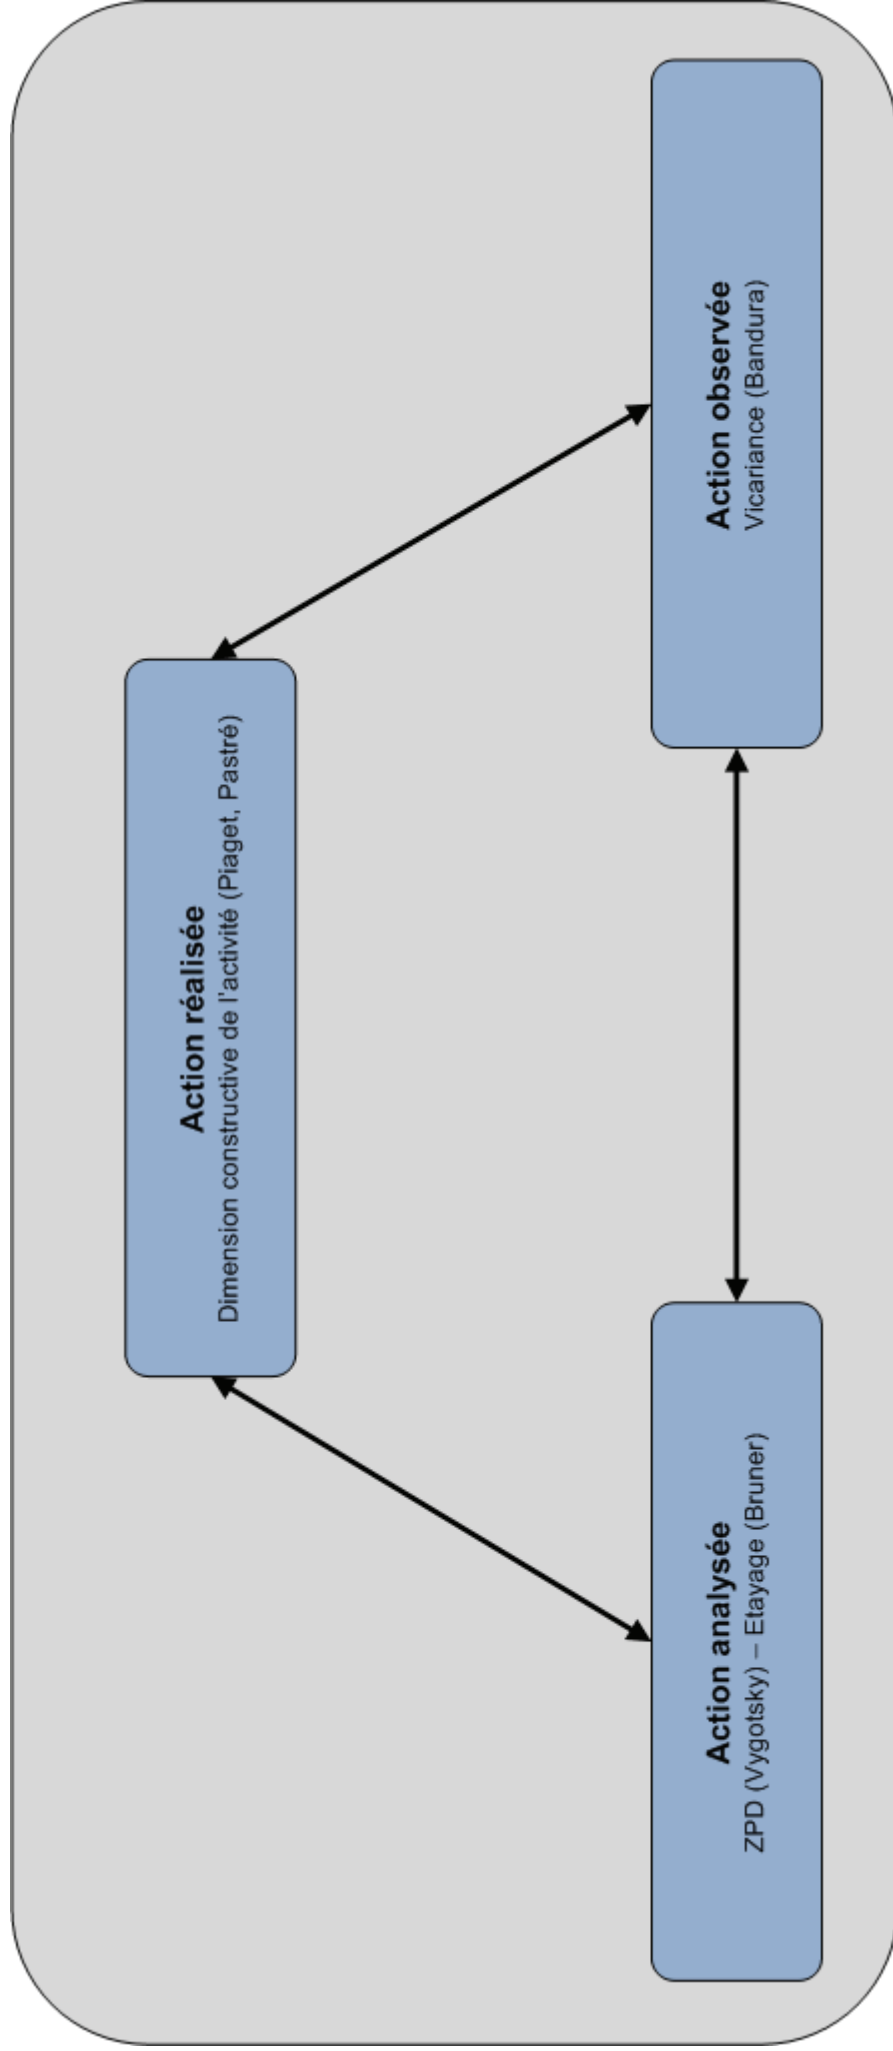 Action réalisée
Dimension constructive de l'activité (Piaget, Pastré)
Action analysée
ZPD (Vygotsky) – Etayage (Bruner)
Action observée
Vicariance (Bandura)